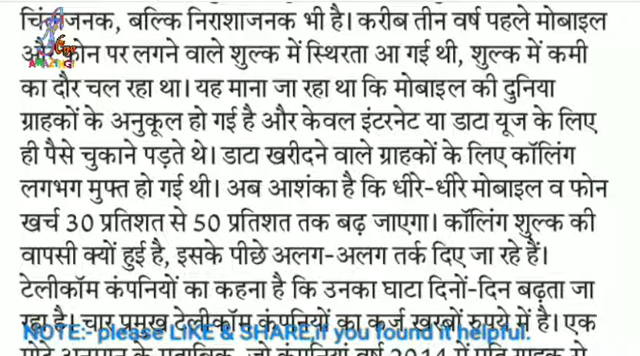 चिंताजनक, बल्कि निराशाजनक भी है। करीब तीन वर्ष पहले मोबाइल
और फोन पर लगने वाले शुल्क में स्थिरता आ गई थी, शुल्क में कमी
का दौर चल रहा था। यह माना जा रहा था कि मोबाइल की दुनिया
ग्राहकों के अनुकूल हो गई है और केवल इंटरनेट या डाटा यूज के लिए
ही पैसे चुकाने पड़ते थे। डाटा खरीदने वाले ग्राहकों के लिए कॉलिंग
लगभग मुफ्त हो गई थी। अब आशंका है कि धीरे-धीरे मोबाइल व फोन
खर्च 30 प्रतिशत से 50 प्रतिशत तक बढ़ जाएगा। कॉलिंग शुल्क की
वापसी क्यों हुई है, इसके पीछे अलग-अलग तर्क दिए जा रहे हैं।
टेलीकॉम कंपनियों का कहना है कि उनका घाटा दिनों-दिन बढ़ता जा
रहा है। चार प्रमुख टेलीकॉम कंपनियों का कर्ज खरबों रुपये में है। एक
NOTE:- please LIKE & SHARE,if you found it helpful.